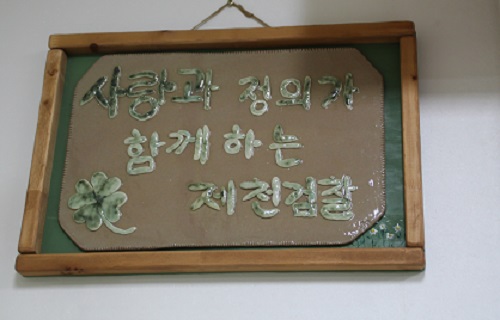 사랑과 정의가
함께 하는
제천검찰